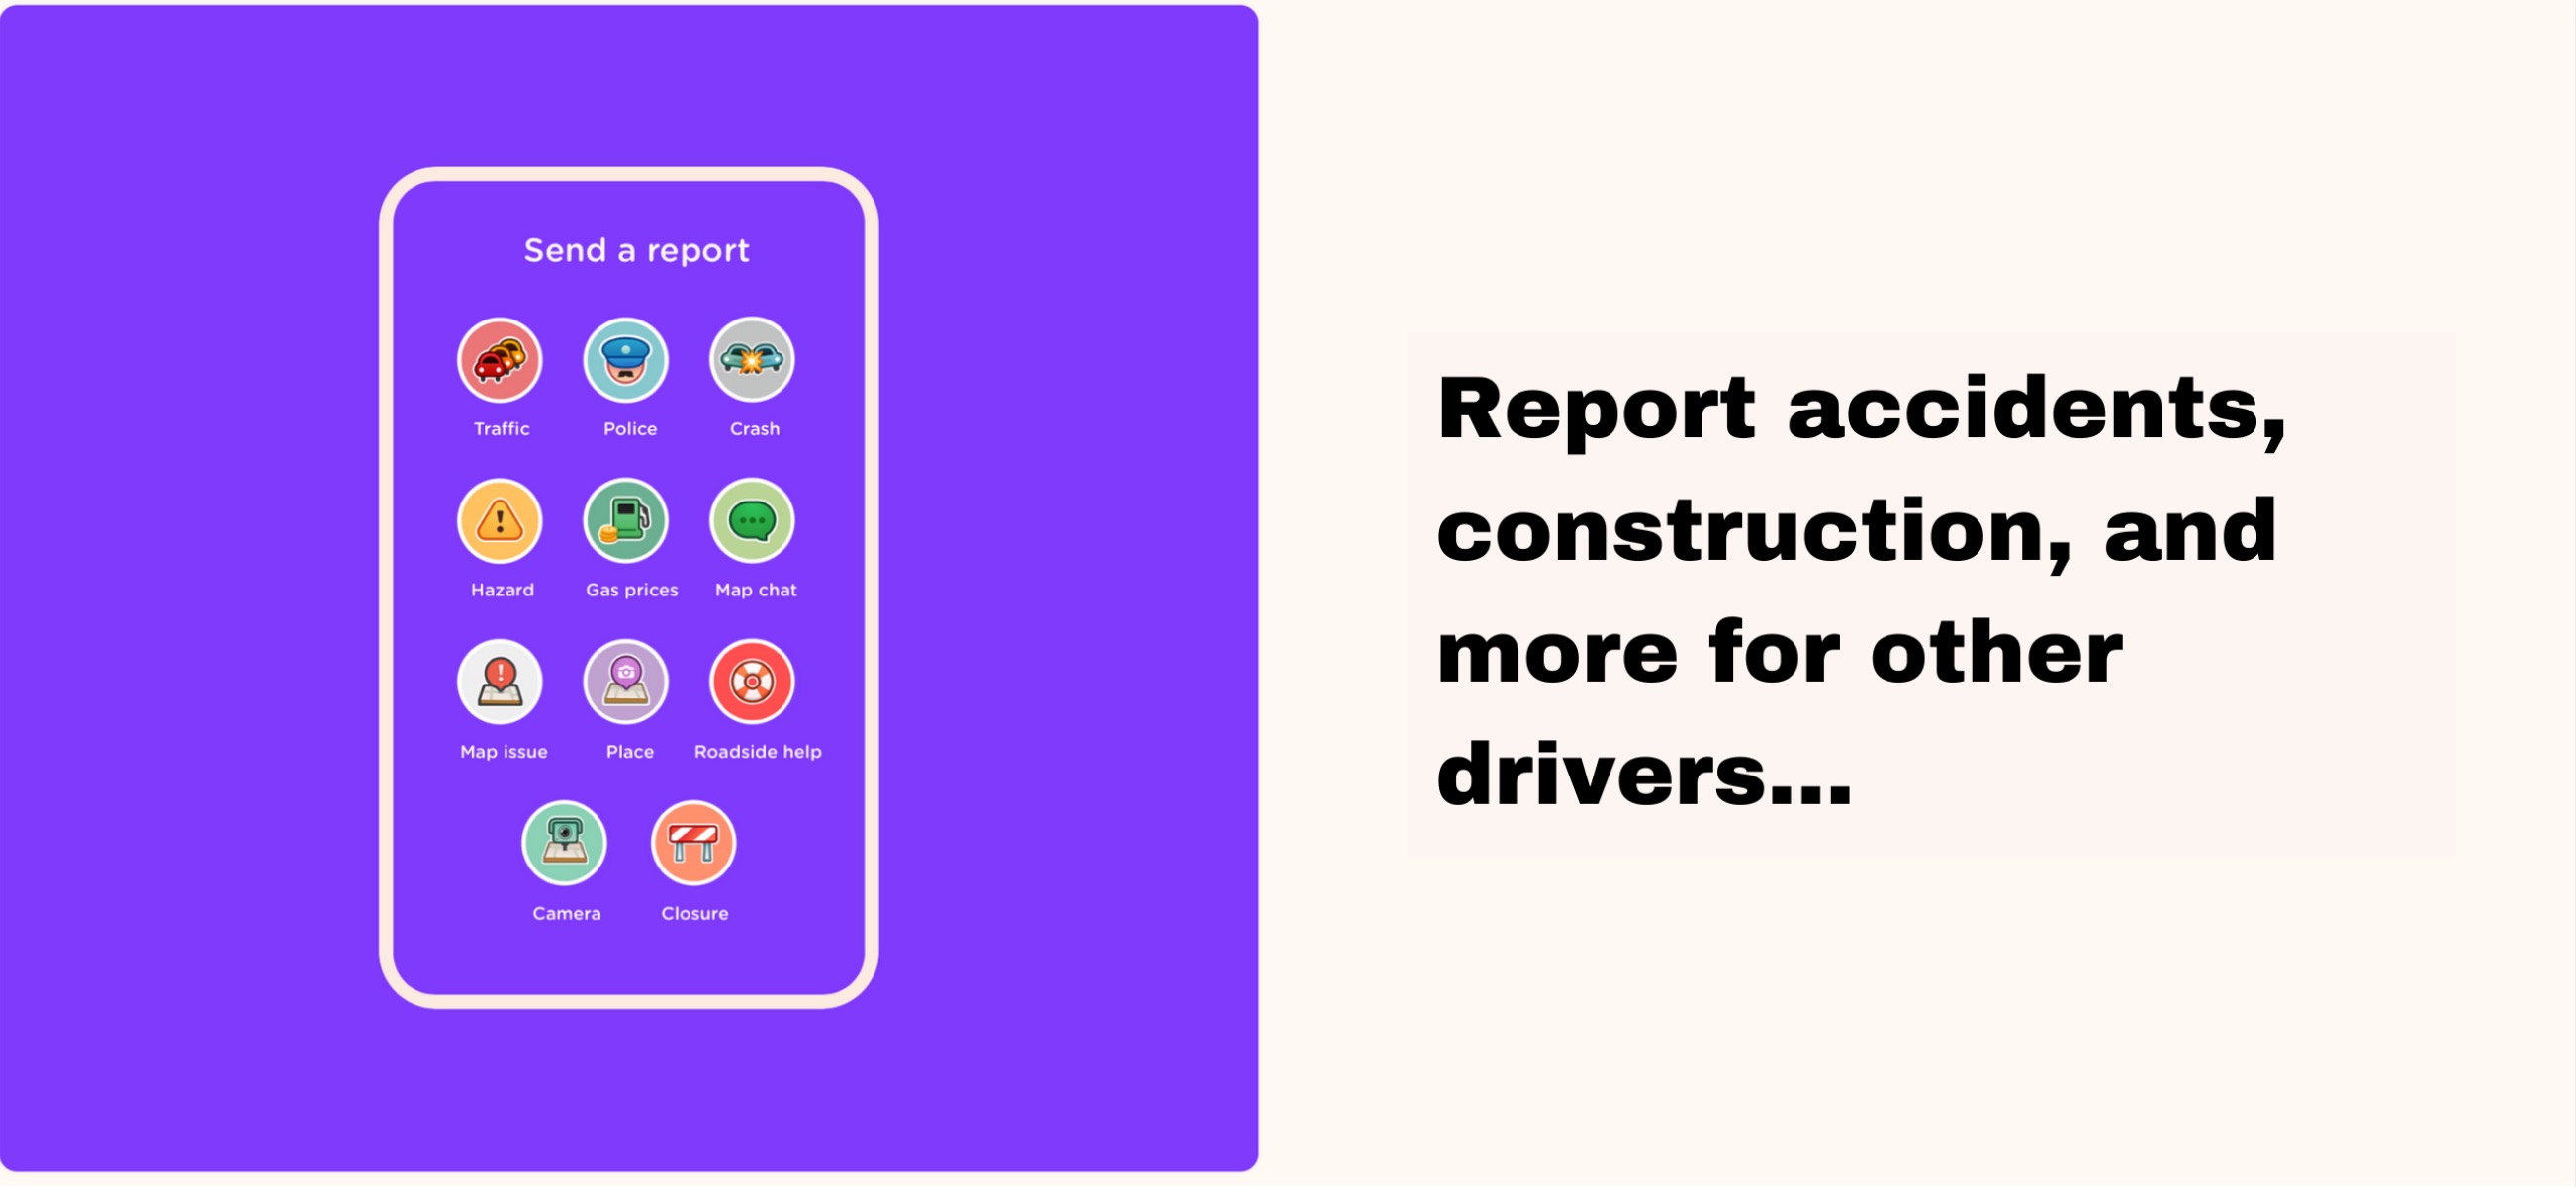 Send a report
Traffic Police Crash
Hazard Gas prices Map chat
Map issue Place Roadside help
Camera Closure
Report accidents,
construction, and
more for other
drivers...